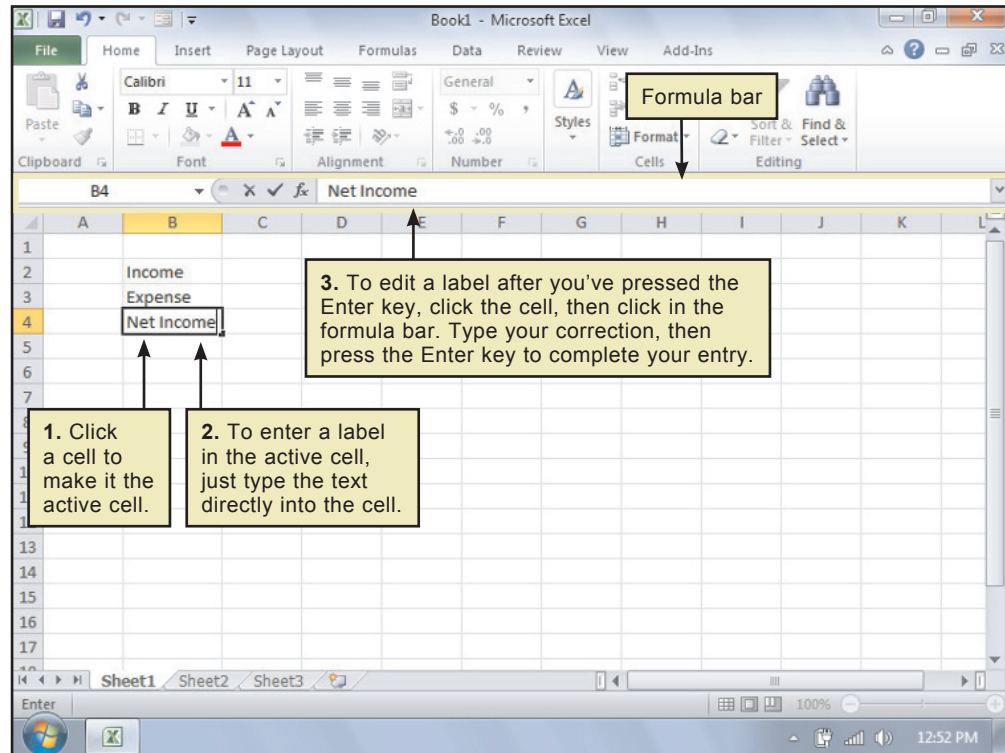 Book1 - Microsoft Excel
File Home Insert Page Layout Formulas Data Review View Add-Ins
Calibri 11 General
Paste B I U A A A $ % , Styles Format Sort & Filter Find & Select
Clipboard Font Alignment Number Cells Editing
Formula bar
B4 fx Net Income
A B C D E F G H I J K L
1
2 Income
3 Expense
4 Net Income
5
6
7
3. To edit a label after you've pressed the
Enter key, click the cell, then click in the
formula bar. Type your correction, then
press the Enter key to complete your entry.
1. Click
a cell to
make it the
active cell.
2. To enter a label
in the active cell,
just type the text
directly into the cell.
13
14
15
16
17
Sheet1 Sheet2 Sheet3
Enter 100%
12:52 PM